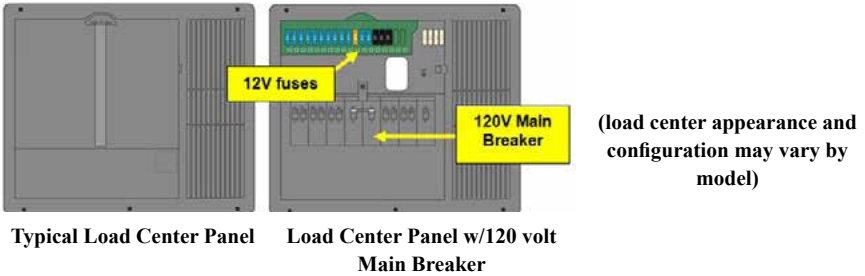 12V fuses
120V Main
Breaker
(load center appearance and
configuration may vary by
model)
Typical Load Center Panel
Load Center Panel w/120 volt
Main Breaker